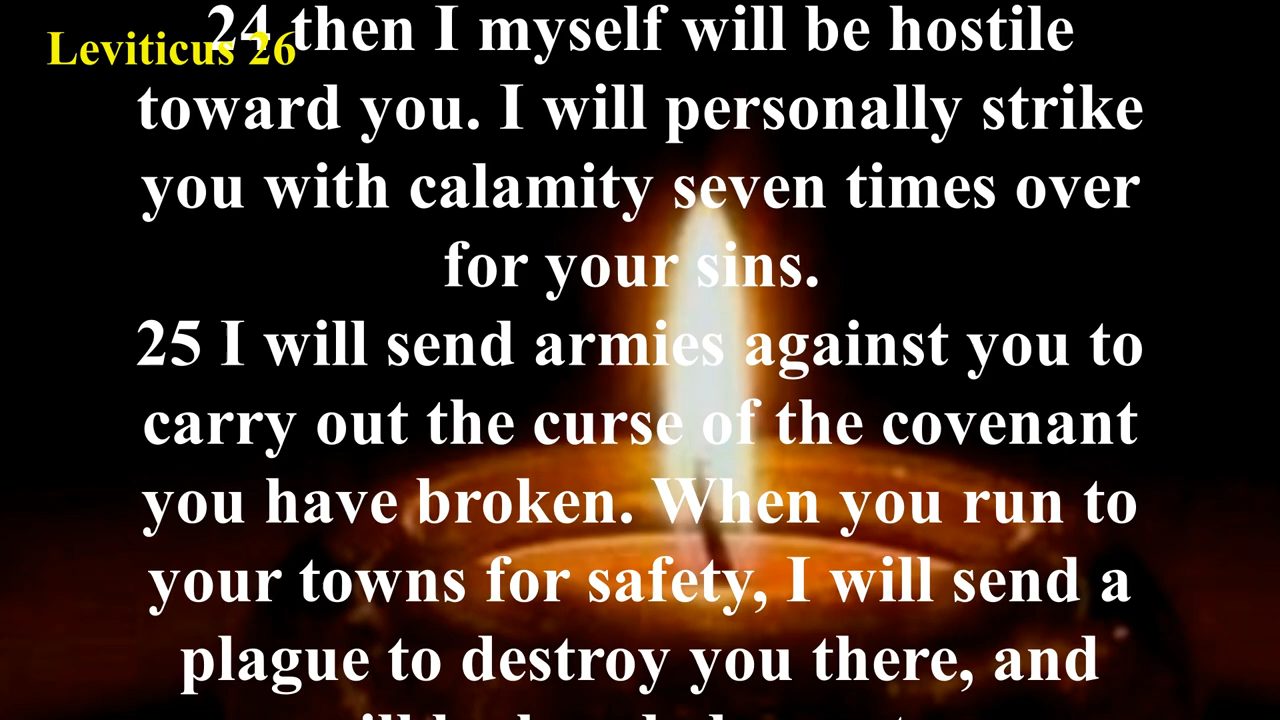 Leviticus 26
24 then I myself will be hostile
toward you. I will personally strike
you with calamity seven times over
for your sins.
25 I will send armies against you to
carry out the curse of the covenant
you have broken. When you run to
your towns for safety, I will send a
plague to destroy you there, and